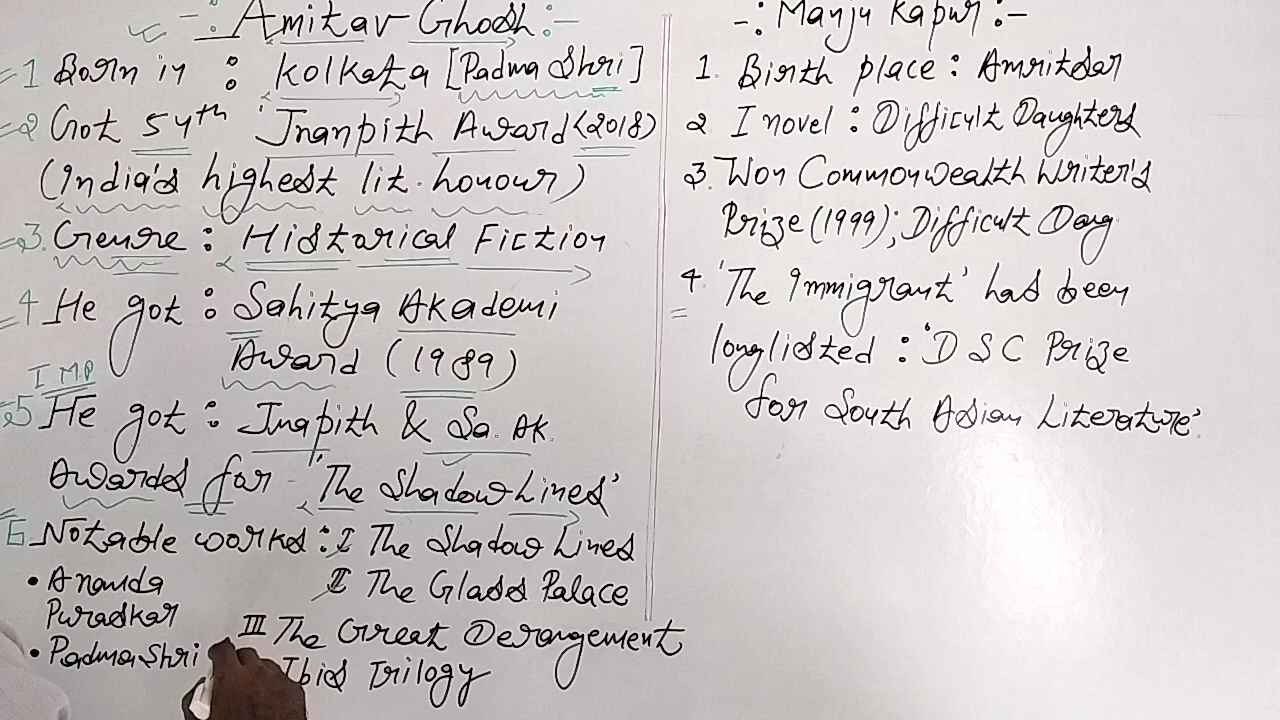 -: Amitav Ghosh :-
1 Born in : Kolkata [Padma Shri]
2 Got 54th Jnanpith Award (2018)
(India's highest lit. honour)
3. Genre : Historical Fiction
4 He got : Sahitya Akademi
Award (1989)
IMP
5 He got : Jnapith & Sa. Ak.
Awardes for 'The Shadow Lines'
6 Notable works : I The Shadow Lines
• Ananda
Puraskar
• Padma Shri
II The Glass Palace
III The Great Derangement
Ibis Trilogy
-: Manju Kapur :-
1. Birth place : Amritsar
2 I novel : Difficult Daughters
3. Won Commonwealth Writer's
Prize (1999); Difficult Daug
4. 'The Immigrant' has been
longlisted : 'DSC Prize
for South Asian Literature'